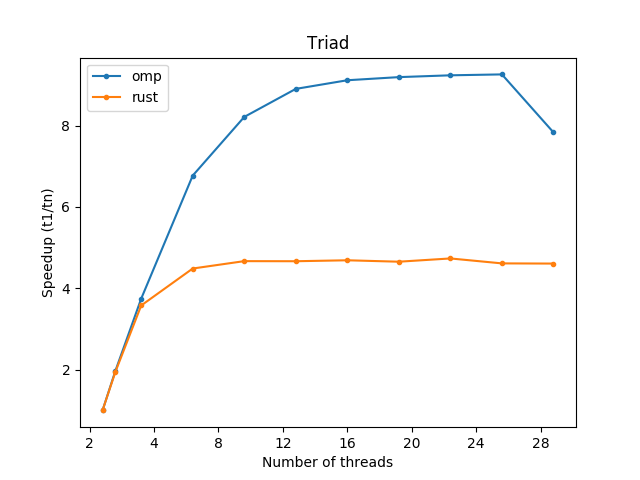 Triad
omp
rust
Speedup (t1/tn)
8
6
4
2
2 4 8 12 16 20 24 28
Number of threads